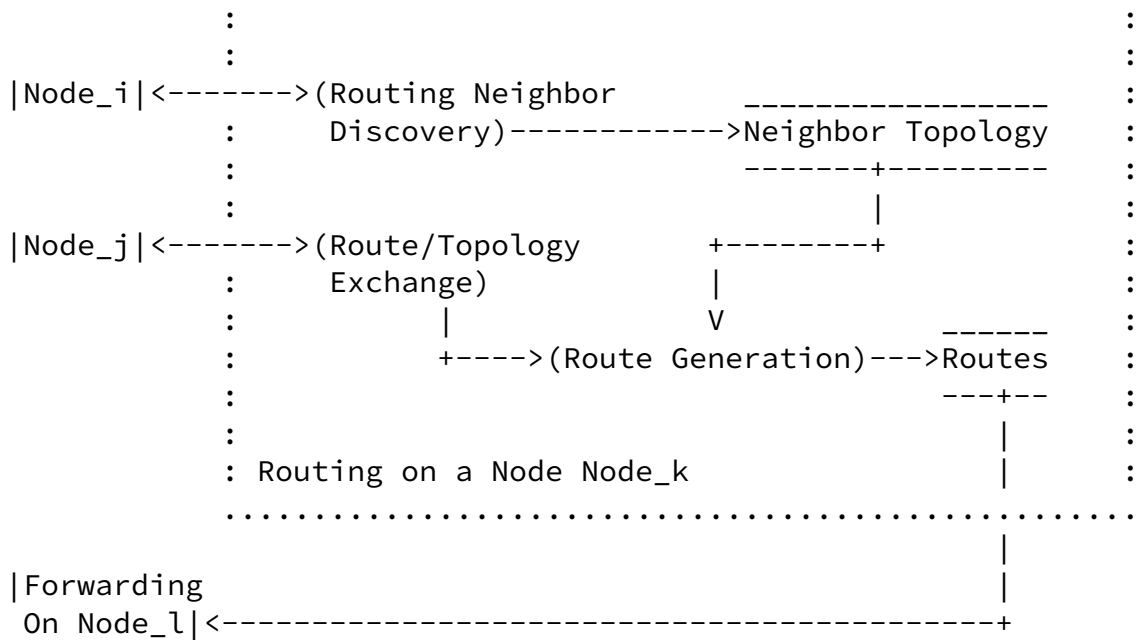 |Node_i|<------->(Routing Neighbor
Discovery)------------>Neighbor Topology
|Node_j|<------->(Route/Topology
Exchange)
+---->(Route Generation)--->Routes
: Routing on a Node Node_k
|Forwarding
On Node_l|<-------------------------------------------+